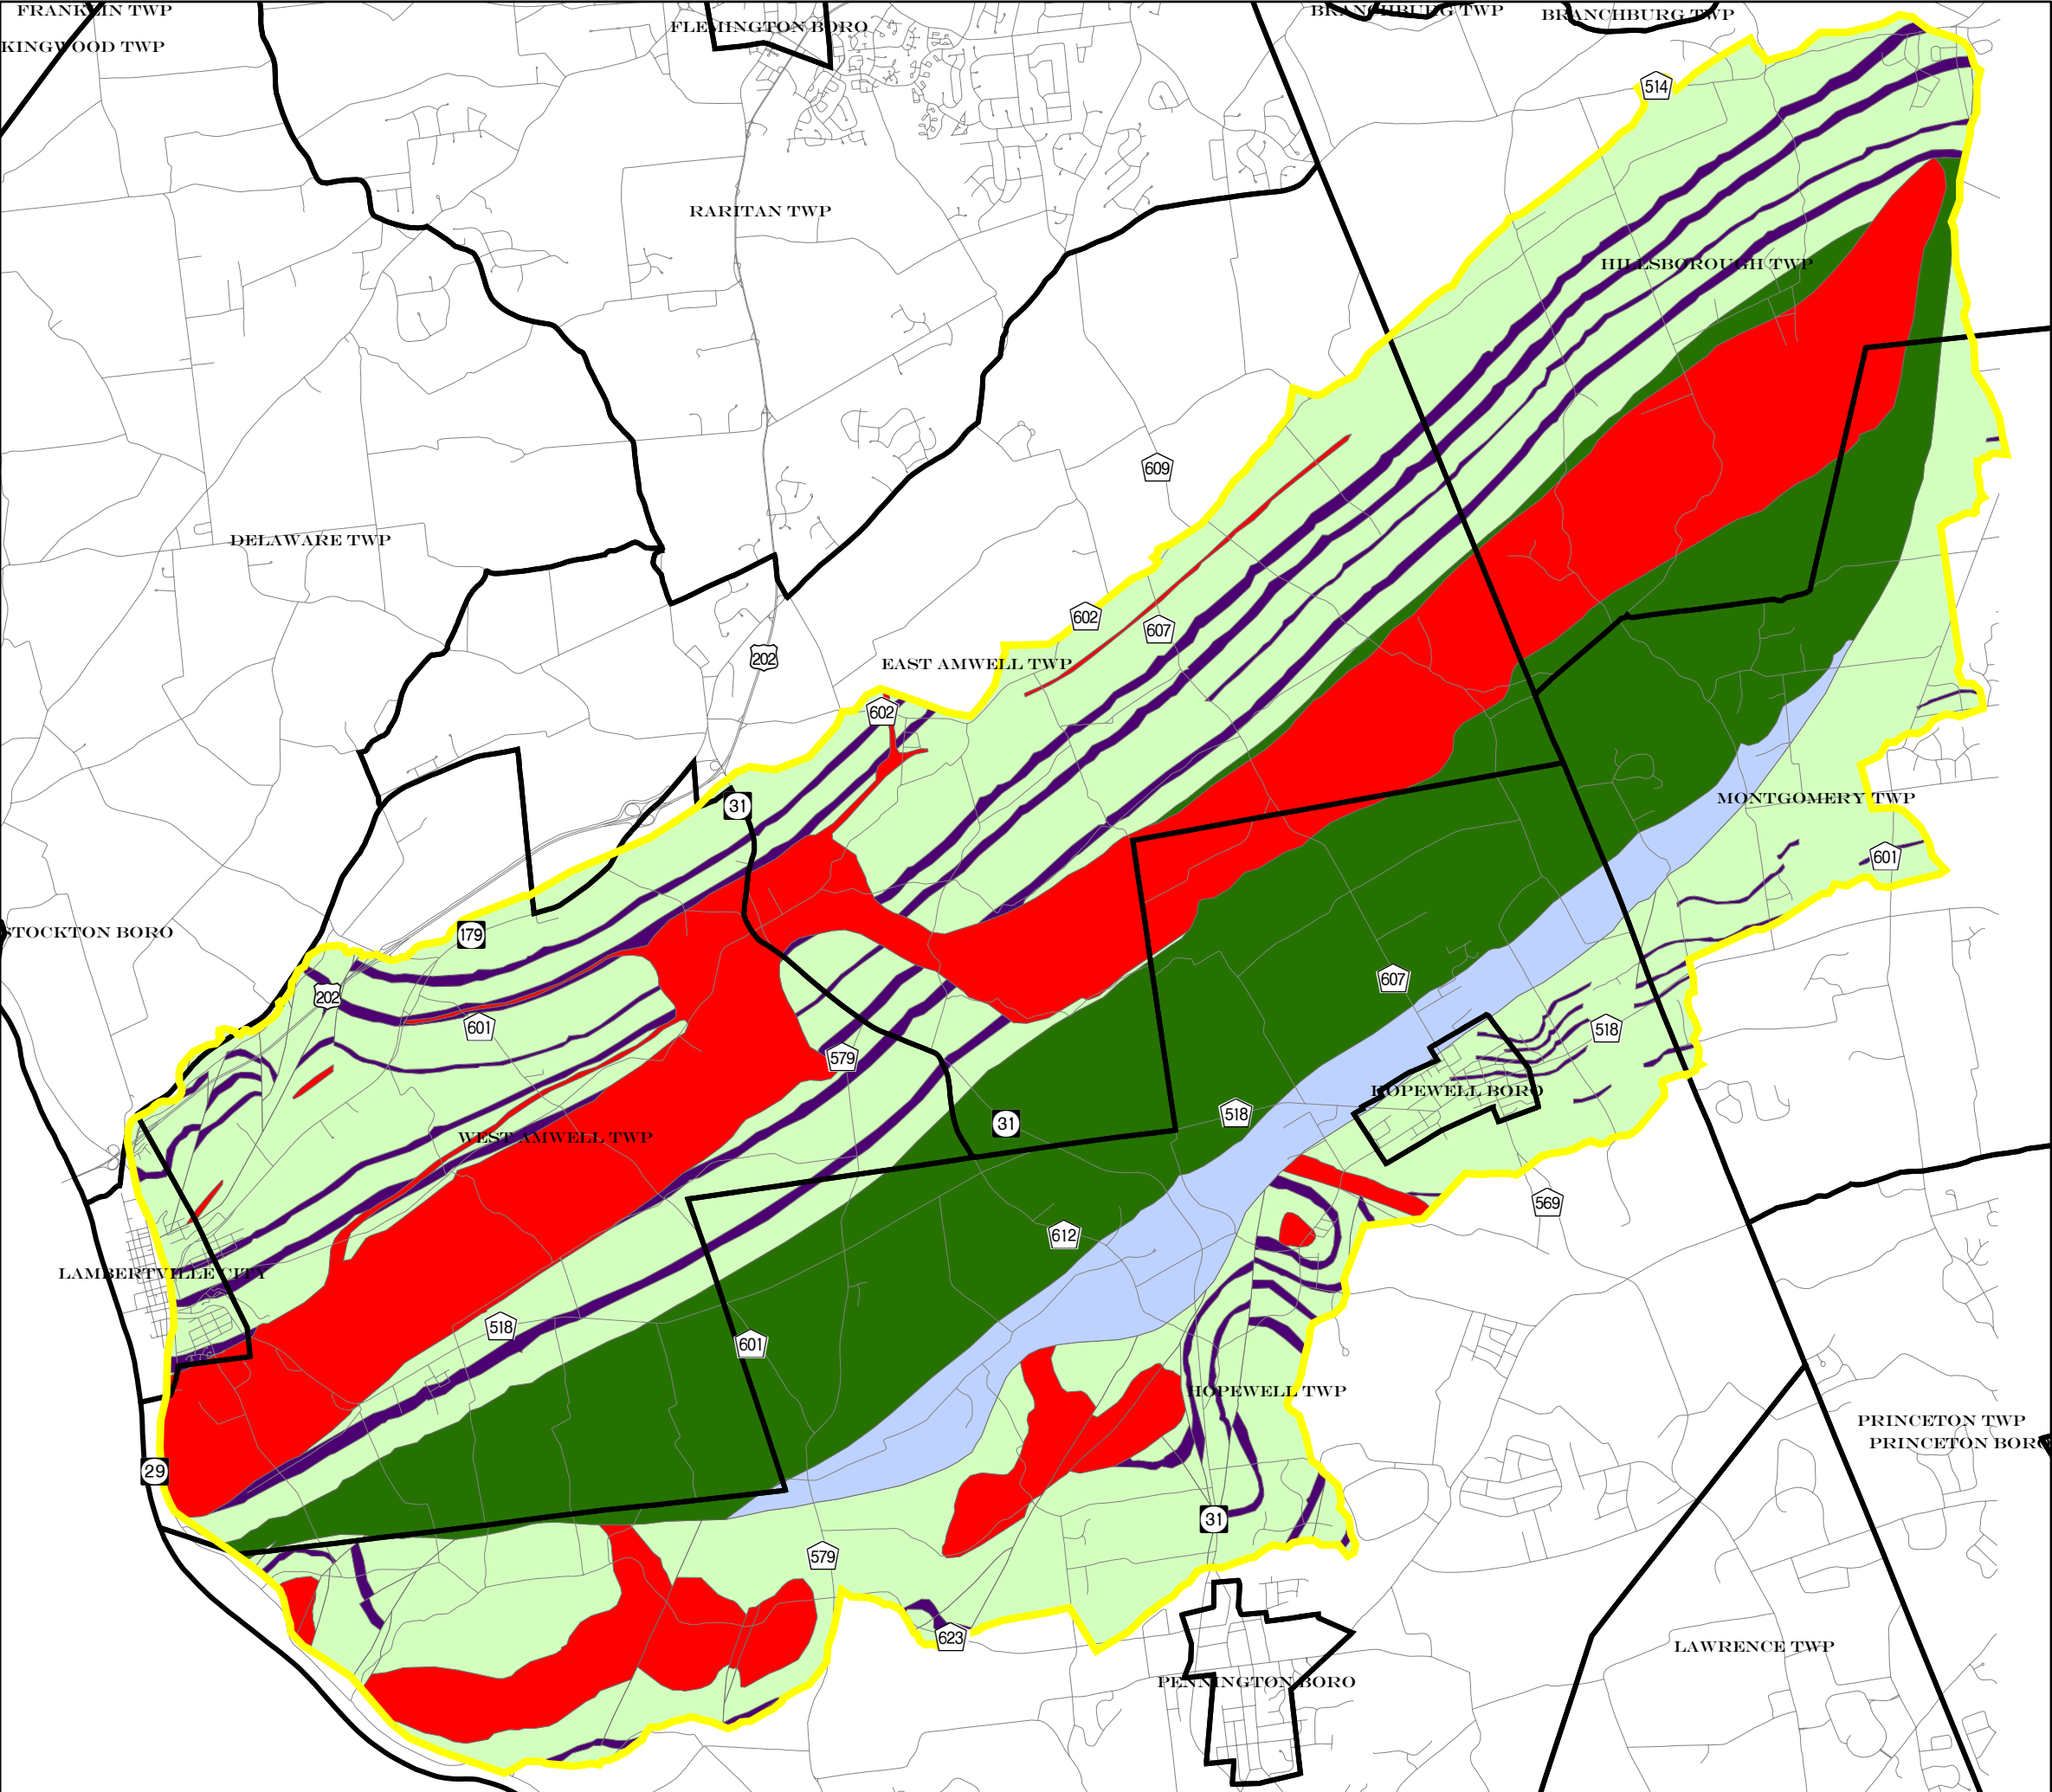 FRANKLIN TWP
FLEMINGTON BORO
BRANCHBURG TWP
BRANCHBURG TWP
KINGWOOD TWP
514
RARITAN TWP
HILLSBOROUGH TWP
609
DELAWARE TWP
602
607
202
EAST AMWELL TWP
602
31
MONTGOMERY TWP
601
179
STOCKTON BORO
607
202
601
518
579
HOPEWELL BORO
518
31
WEST AMWELL TWP
569
612
LAMBERTVILLE CITY
518
601
HOPEWELL TWP
PRINCETON TWP
PRINCETON BORO
29
31
579
623
LAWRENCE TWP
PENNINGTON BORO